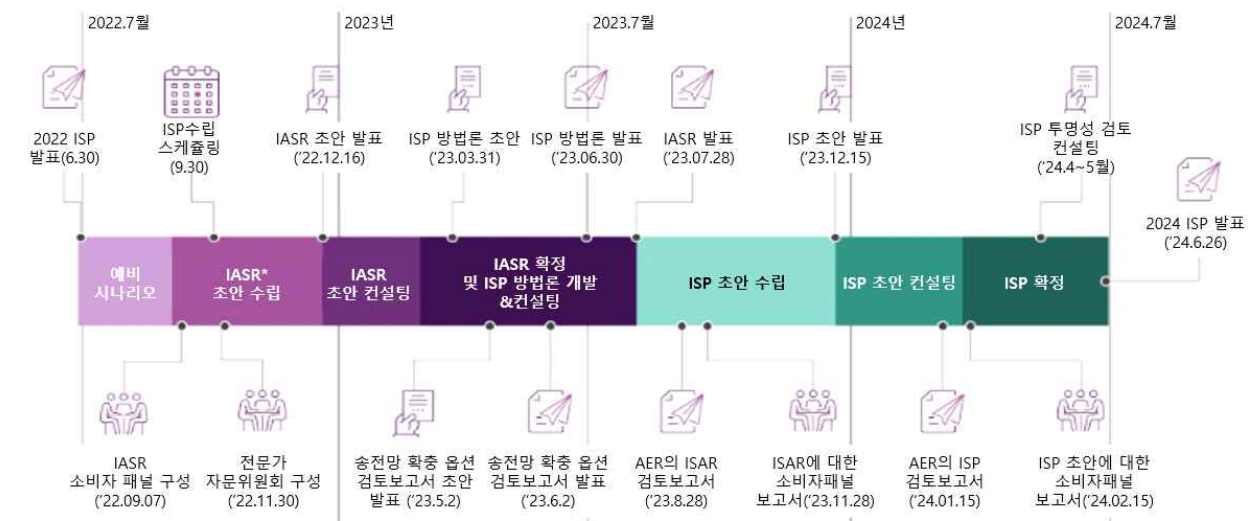 2022.7월
2023년
2023.7월
2024년
2024.7월
2022 ISP
발표(6.30)
ISP수립
스케쥴링
(9.30)
IASR 초안 발표
(‘22.12.16)
ISP 방법론 초안
(‘23.03.31)
ISP 방법론 발표
(‘23.06.30)
IASR 발표
(‘23.07.28)
ISP 초안 발표
(‘23.12.15)
ISP 투명성 검토
컨설팅
(‘24.4~5월)
2024 ISP 발표
(‘24.6.26)
예비
시나리오
IASR*
초안 수립
IASR
초안 컨설팅
IASR 확정
및 ISP 방법론 개발
&컨설팅
ISP 초안 수립
ISP 초안 컨설팅
ISP 확정
IASR
소비자 패널 구성
(‘22.09.07)
전문가
자문위원회 구성
(‘22.11.30)
송전망 확충 옵션
검토보고서 초안
발표 (‘23.5.2)
송전망 확충 옵션
검토보고서 발표
(‘23.6.2)
AER의 ISAR
검토보고서
(‘23.8.28)
ISAR에 대한
소비자패널
보고서(‘23.11.28)
AER의 ISP
검토보고서
(‘24.01.15)
ISP 초안에 대한
소비자패널
보고서(‘24.02.15)